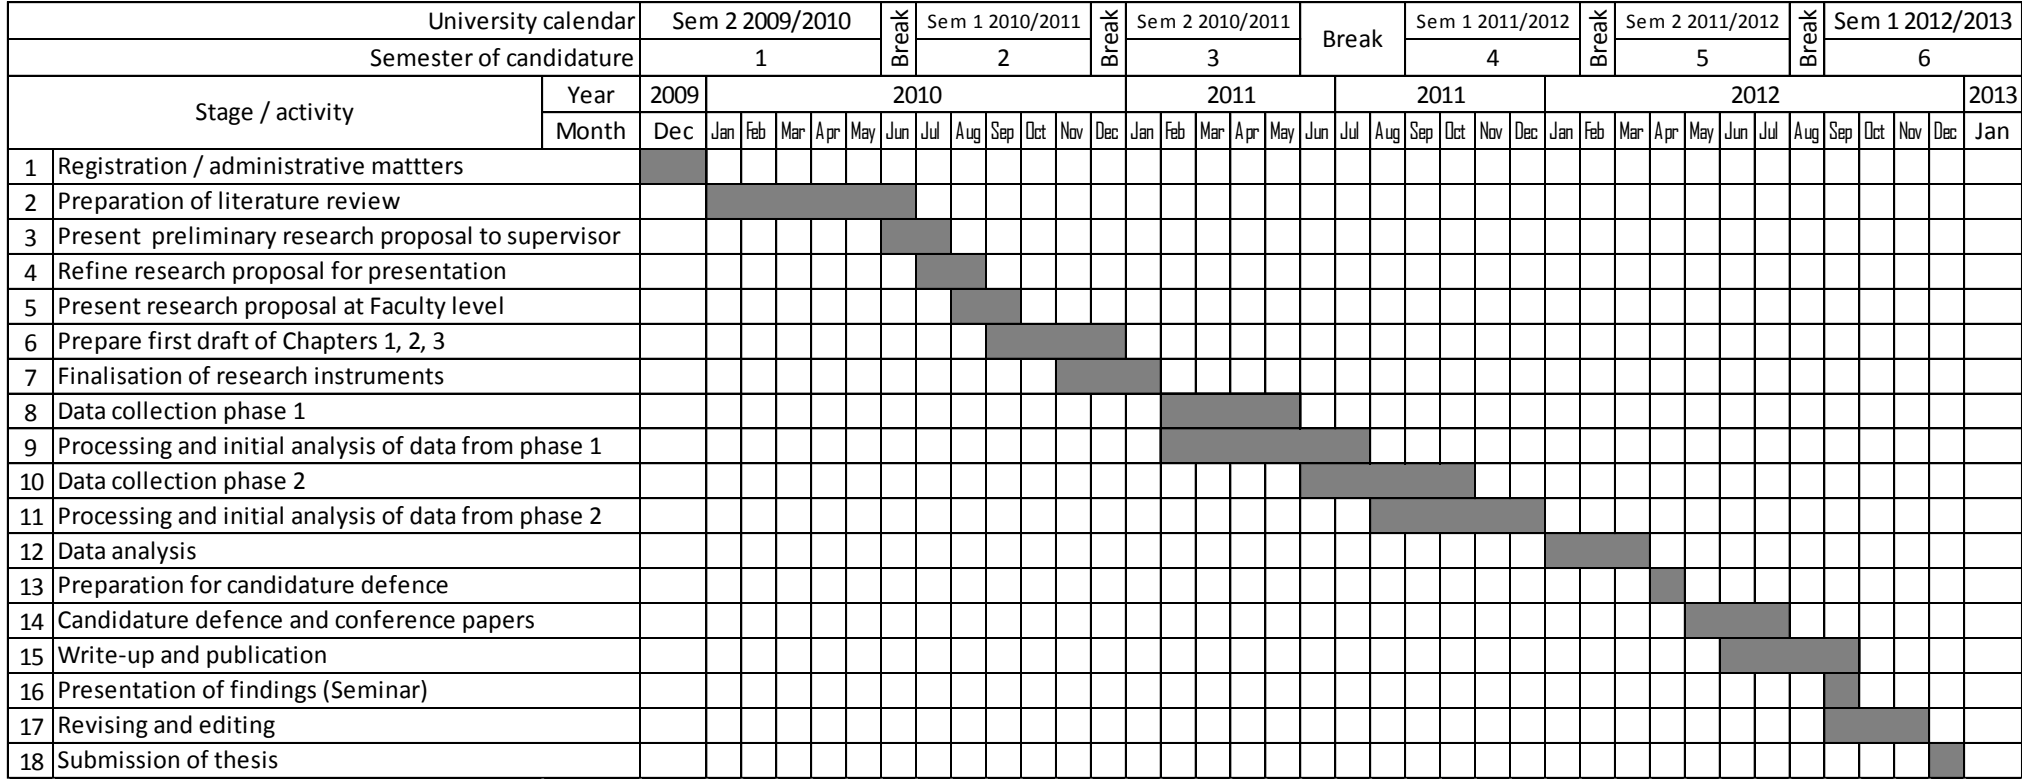 University calendar Sem 2 2009/2010 Break Sem 1 2010/2011 Break Sem 2 2010/2011 Break Sem 1 2011/2012 Break Sem 2 2011/2012 Break Sem 1 2012/2013
Semester of candidature 1 2 3 4 5 6
Stage / activity Year 2009 2010 2011 2011 2012 2013
Month Dec Jan Feb Mar Apr May Jun Jul Aug Sep Oct Nov Dec Jan Feb Mar Apr May Jun Jul Aug Sep Oct Nov Dec Jan Feb Mar Apr May Jun Jul Aug Sep Oct Nov Dec Jan
1 Registration / administrative mattters
2 Preparation of literature review
3 Present preliminary research proposal to supervisor
4 Refine research proposal for presentation
5 Present research proposal at Faculty level
6 Prepare first draft of Chapters 1, 2, 3
7 Finalisation of research instruments
8 Data collection phase 1
9 Processing and initial analysis of data from phase 1
10 Data collection phase 2
11 Processing and initial analysis of data from phase 2
12 Data analysis
13 Preparation for candidature defence
14 Candidature defence and conference papers
15 Write-up and publication
16 Presentation of findings (Seminar)
17 Revising and editing
18 Submission of thesis